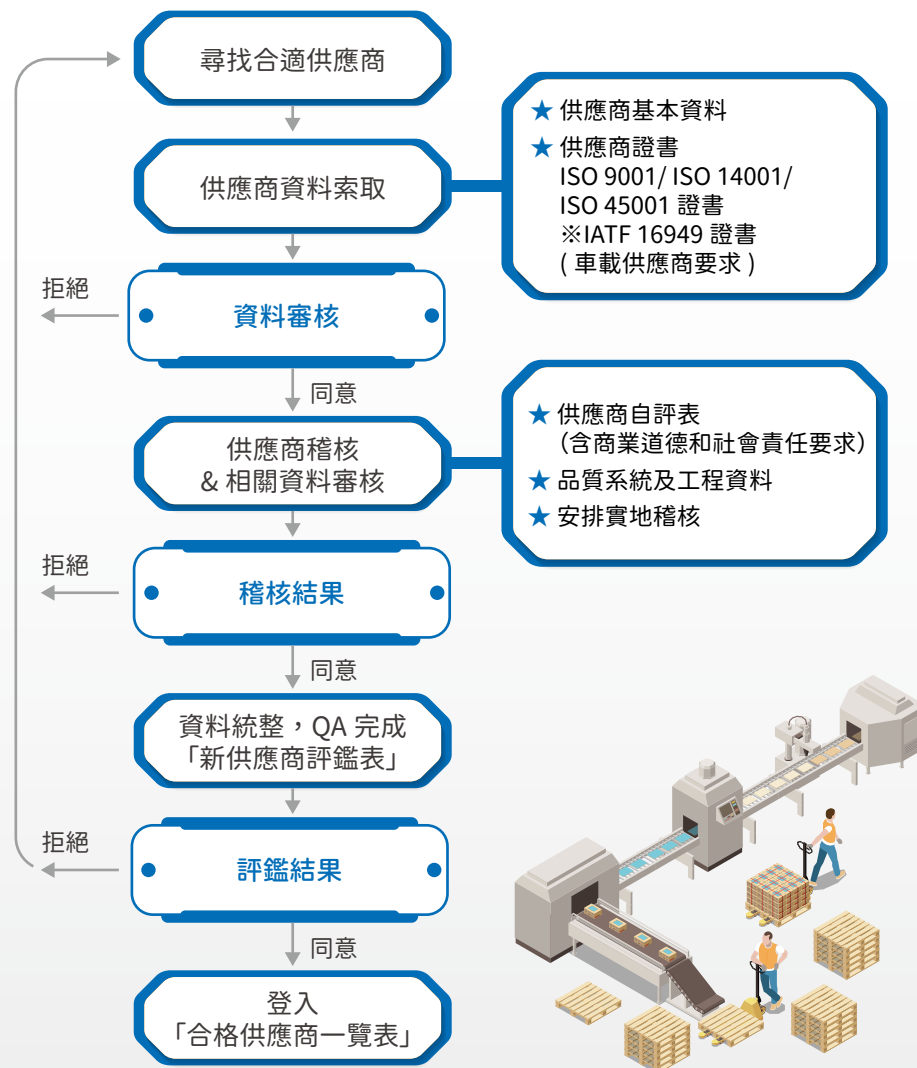 尋找合適供應商
供應商資料索取
★ 供應商基本資料
★ 供應商證書
ISO 9001/ ISO 14001/
ISO 45001 證書
※IATF 16949 證書
( 車載供應商要求 )
拒絕
資料審核
同意
供應商稽核
& 相關資料審核
★ 供應商自評表
（含商業道德和社會責任要求）
★ 品質系統及工程資料
★ 安排實地稽核
拒絕
稽核結果
同意
資料統整，QA 完成
「新供應商評鑑表」
拒絕
評鑑結果
同意
登入
「合格供應商一覽表」